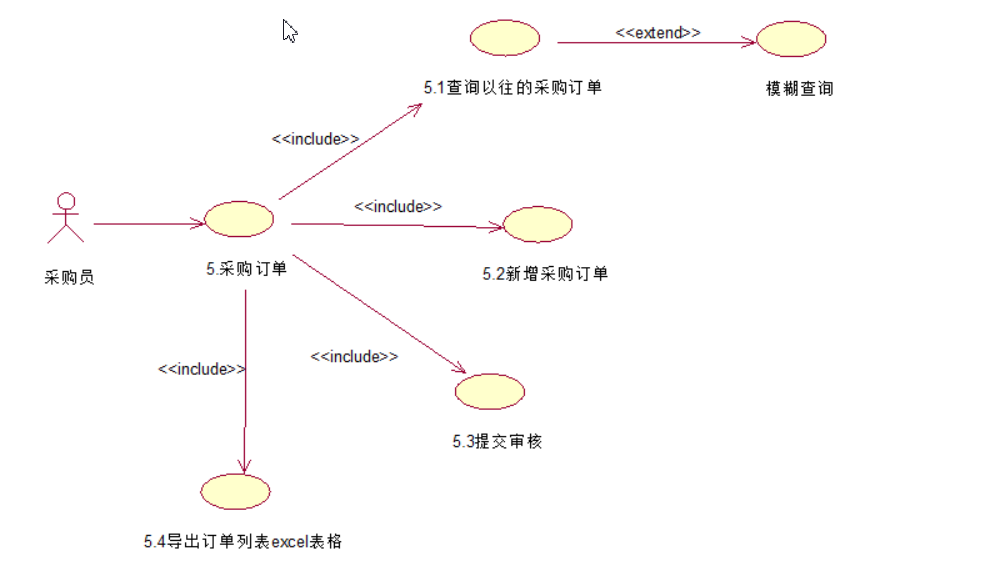 <<extend>>
5.1查询以往的采购订单
模糊查询
<<include>>
<<include>>
采购员
5.采购订单
5.2新增采购订单
<<include>>
<<include>>
5.3提交审核
5.4导出订单列表excel表格